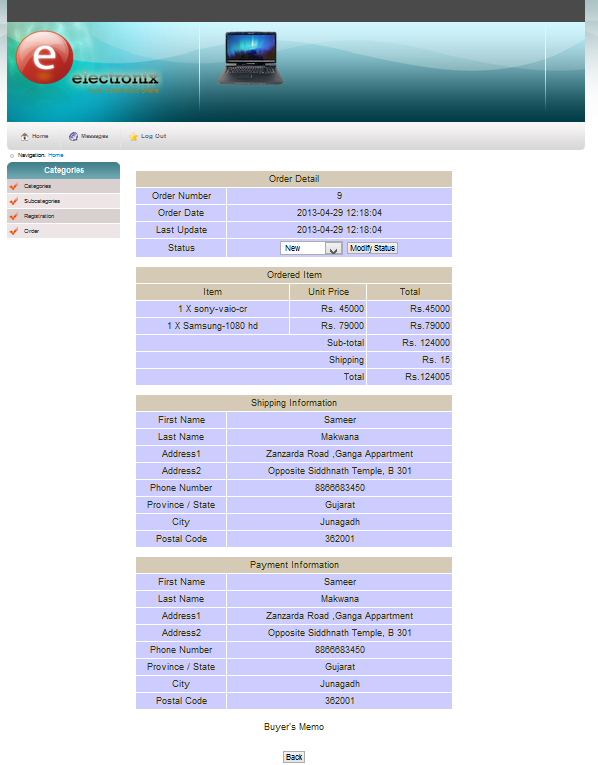 e
electronix
Home
Messages
Log Out
Navigation: Home
Categories
Categories
Subcategories
Registration
Order
Order Detail
Order Number 9
Order Date 2013-04-29 12:18:04
Last Update 2013-04-29 12:18:04
Status New Modify Status
Ordered Item
Item Unit Price Total
1 X sony-vaio-cr Rs. 45000 Rs.45000
1 X Samsung-1080 hd Rs. 79000 Rs.79000
Sub-total Rs. 124000
Shipping Rs. 15
Total Rs.124005
Shipping Information
First Name Sameer
Last Name Makwana
Address1 Zanzarda Road ,Ganga Appartment
Address2 Opposite Siddhnath Temple, B 301
Phone Number 8866683450
Province / State Gujarat
City Junagadh
Postal Code 362001
Payment Information
First Name Sameer
Last Name Makwana
Address1 Zanzarda Road ,Ganga Appartment
Address2 Opposite Siddhnath Temple, B 301
Phone Number 8866683450
Province / State Gujarat
City Junagadh
Postal Code 362001
Buyer's Memo
Back